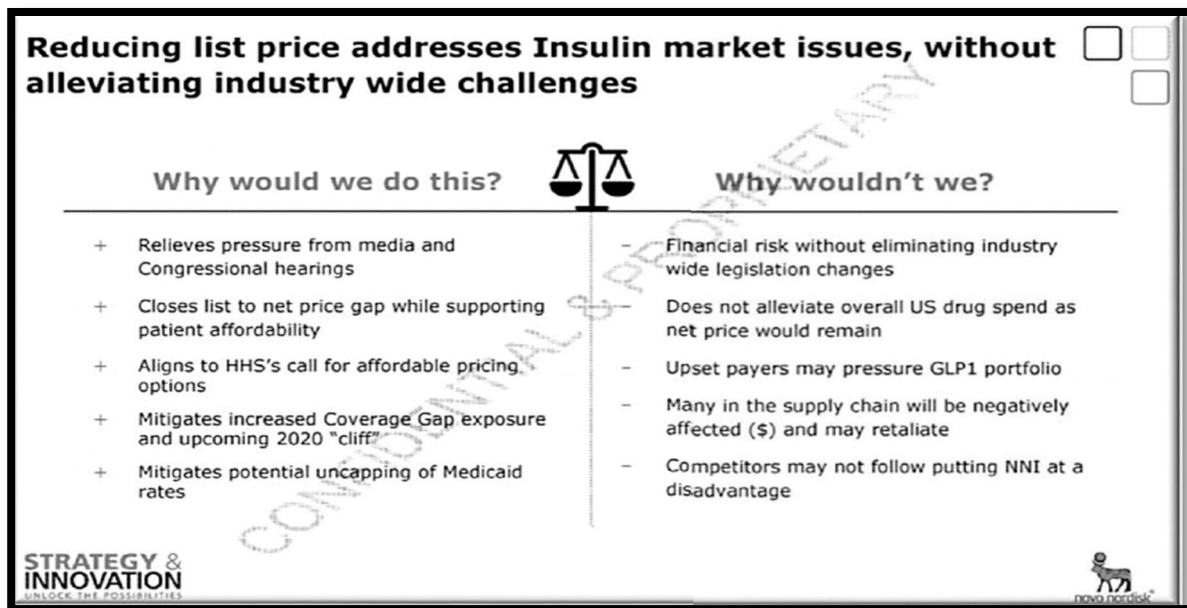 Reducing list price addresses Insulin market issues, without
alleviating industry wide challenges
Why would we do this?
+ Relieves pressure from media and
Congressional hearings
+ Closes list to net price gap while supporting
patient affordability
+ Aligns to HHS's call for affordable pricing
options
+ Mitigates increased Coverage Gap exposure
and upcoming 2020 "cliff"
+ Mitigates potential uncapping of Medicaid
rates
Why wouldn't we?
- Financial risk without eliminating industry
wide legislation changes
- Does not alleviate overall US drug spend as
net price would remain
- Upset payers may pressure GLP1 portfolio
- Many in the supply chain will be negatively
affected ($) and may retaliate
- Competitors may not follow putting NNI at a
disadvantage
CONFIDENTIAL & PROPRIETARY
STRATEGY &
INNOVATION
UNLOCK THE POSSIBILITIES
novo nordisk